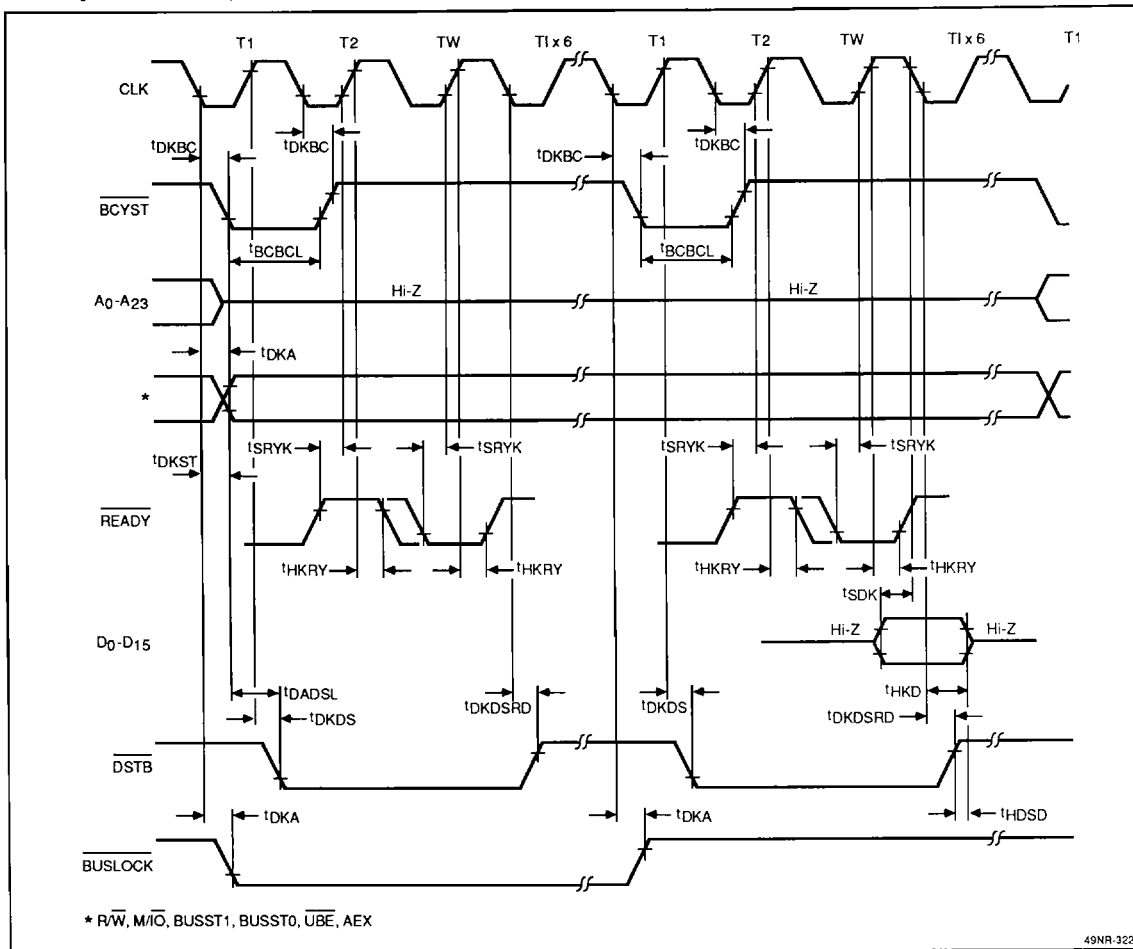 T1 T2 TW TI x 6 T1 T2 TW TI x 6 T1
CLK
tDKBC tDKBC tDKBC tDKBC
BCYST
tBCBCL tBCBCL
A0-A23 Hi-Z Hi-Z
tDKA
*
tSRYK tSRYK tSRYK tSRYK
tDKST
READY
tHKRY tHKRY tHKRY tHKRY
tSDK
D0-D15 Hi-Z Hi-Z
tHKD
tDADSL
tDKDS tDKDSRD tDKDS tDKDSRD
DSTB
tDKA tDKA tHDSD
BUSLOCK
* R/W, M/IO, BUSST1, BUSST0, UBE, AEX
49NR-322